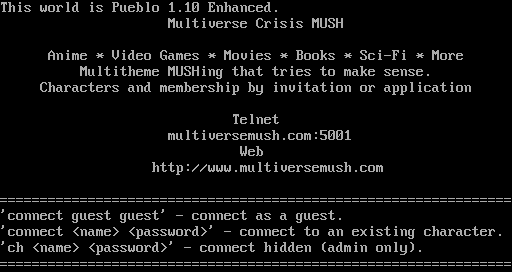 This world is Pueblo 1.10 Enhanced.
Multiverse Crisis MUSH
Anime * Video Games * Movies * Books * Sci-Fi * More
Multitheme MUSHing that tries to make sense.
Characters and membership by invitation or application
Telnet
multiversemush.com:5001
Web
http://www.multiversemush.com
================================================================
'connect guest guest' - connect as a guest.
'connect <name> <password>' - connect to an existing character.
'ch <name> <password>' - connect hidden (admin only).
================================================================